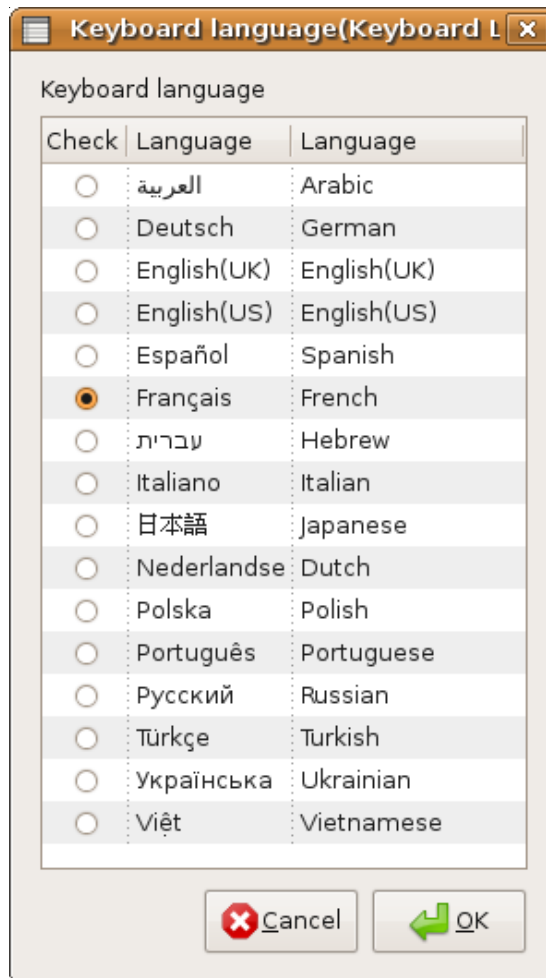 Keyboard language(Keyboard L
Keyboard language
Check Language Language
العربية Arabic
Deutsch German
English(UK) English(UK)
English(US) English(US)
Español Spanish
Français French
עברית Hebrew
Italiano Italian
日本語 Japanese
Nederlandse Dutch
Polska Polish
Português Portuguese
Русский Russian
Türkçe Turkish
Українська Ukrainian
Việt Vietnamese
Cancel OK